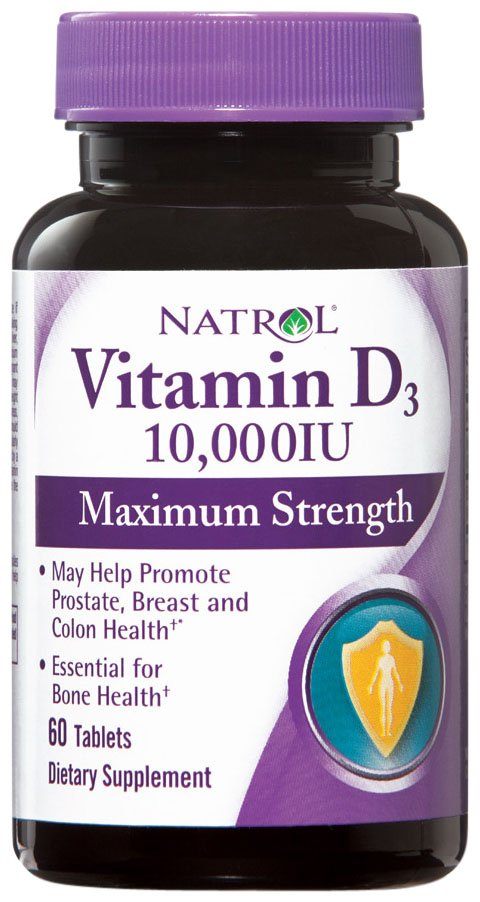 NATROL®
Vitamin D3
10,000IU
Maximum Strength
• May Help Promote
Prostate, Breast and
Colon Health†*
• Essential for
Bone Health†
60 Tablets
Dietary Supplement